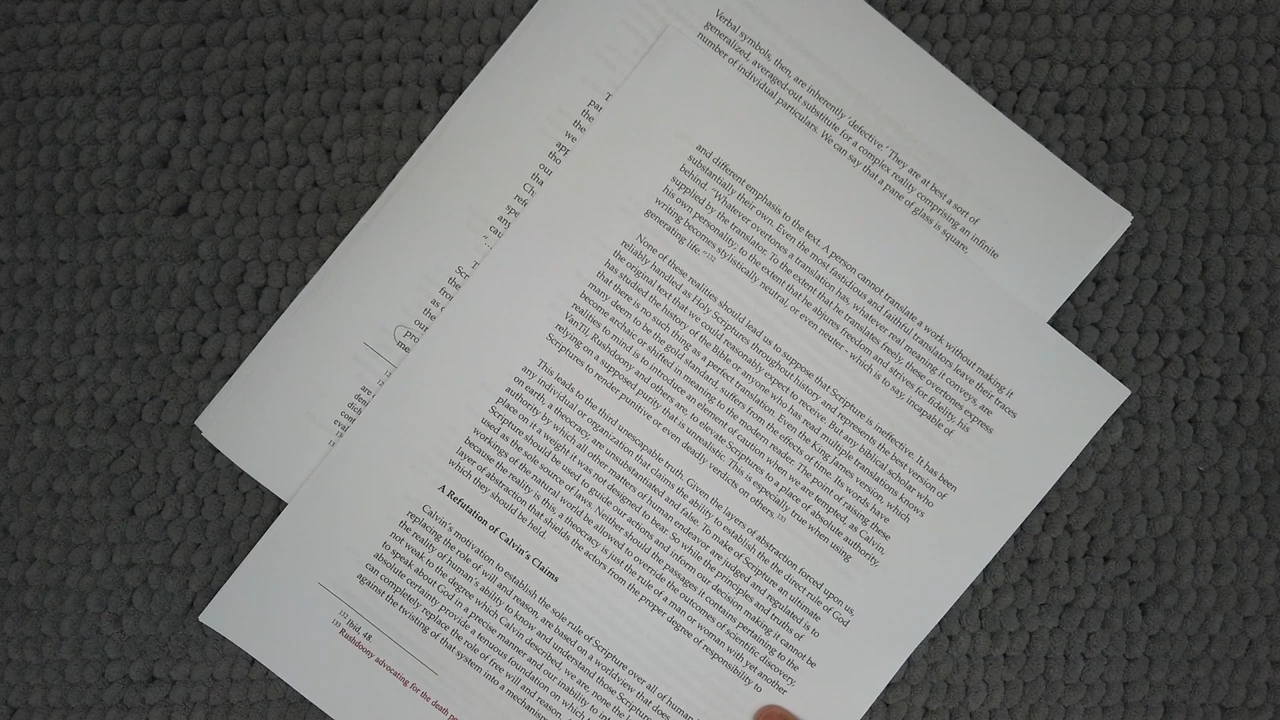 Verbal symbols, then, are inherently 'defective.' They are at best a sort of
generalized, averaged-out substitute for a complex reality comprising an infinite
number of individual particulars. We can say that a pane of glass is square,
and different emphasis to the text. A person cannot translate a work without making it
substantially their own. Even the most fastidious and faithful translators leave their traces
behind. "Whatever overtones a translation has, whatever real meaning it conveys, are
supplied by the translator. To the extent that he translates freely, these overtones express
his own personality; to the extent that he abjures freedom and strives for fidelity, his
writing becomes stylistically neutral, or even neuter - which is to say, incapable of
generating life."132
None of these realities should lead us to suppose that Scripture is ineffective. It has been
reliably handled as Holy Scriptures throughout history and represents the best version of
the original text that we could reasonably expect to receive. But any biblical scholar who
has studied the history of the Bible or anyone who has read multiple translations knows
that there is no such thing as a perfect translation. Even the King James version, which
many deem to be the gold standard, suffers from the effects of time. Its words have
become archaic or shifted in meaning to the modern reader. The point of raising these
realities to mind is to introduce an element of caution when we are tempted, as Calvin,
VanTil, Rushdoony and others are, to elevate Scriptures to a place of absolute authority,
relying on a supposed purity that is unrealistic. This is especially true when using
Scriptures to render punitive or even deadly verdicts on others.133
This leads to the third unescapable truth. Given the layers of abstraction forced upon us,
any individual or organization that claims the ability to establish the the direct rule of God
on earth, a theocracy, are unsubstantiated and false. To make of Scripture an ultimate
authority by which all other matters of human endeavor are judged and regulated is to
place on it a weight it was not designed to bear. So while the principles and truths of
Scripture should be used to guide our actions and inform our decision making it cannot be
used as the sole source of laws. Neither should the passages it contains pertaining to the
workings of the natural world be allowed to override the outcomes of scientific discovery,
because the reality is this, a theocracy is just the rule of a man or woman with yet another
layer of abstraction that shields the actors from the proper degree of responsibility to
which they should be held.
A Refutation of Calvin's Claims
Calvin's motivation to establish the sole rule of Scripture over all of human
replacing the role of will and reason, are based on a worldview that does
the reality of, human's ability to know and understand those Scripture
not weak to the degree which Calvin described, we are, none the l
to speak about God in a precise manner and our inability to int
absolute certainty provide a tenuous foundation on which
can completely replace the role of free will and reason.
against the twisting of that system into a mechanism
132 Ibid, 48.
133 Rushdoony advocating for the death pe